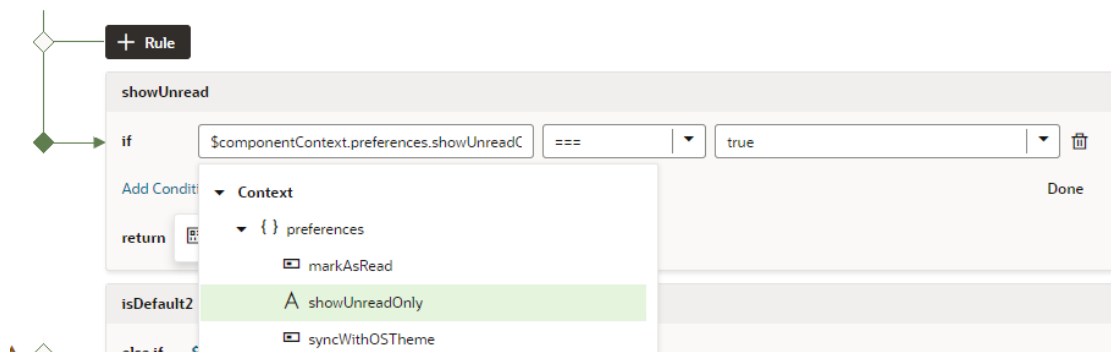 + Rule
showUnread
if $componentContext.preferences.showUnreadC === true
Add Conditi
Done
Context
{ } preferences
return
markAsRead
A showUnreadOnly
isDefault2
syncWithOSTheme
else if